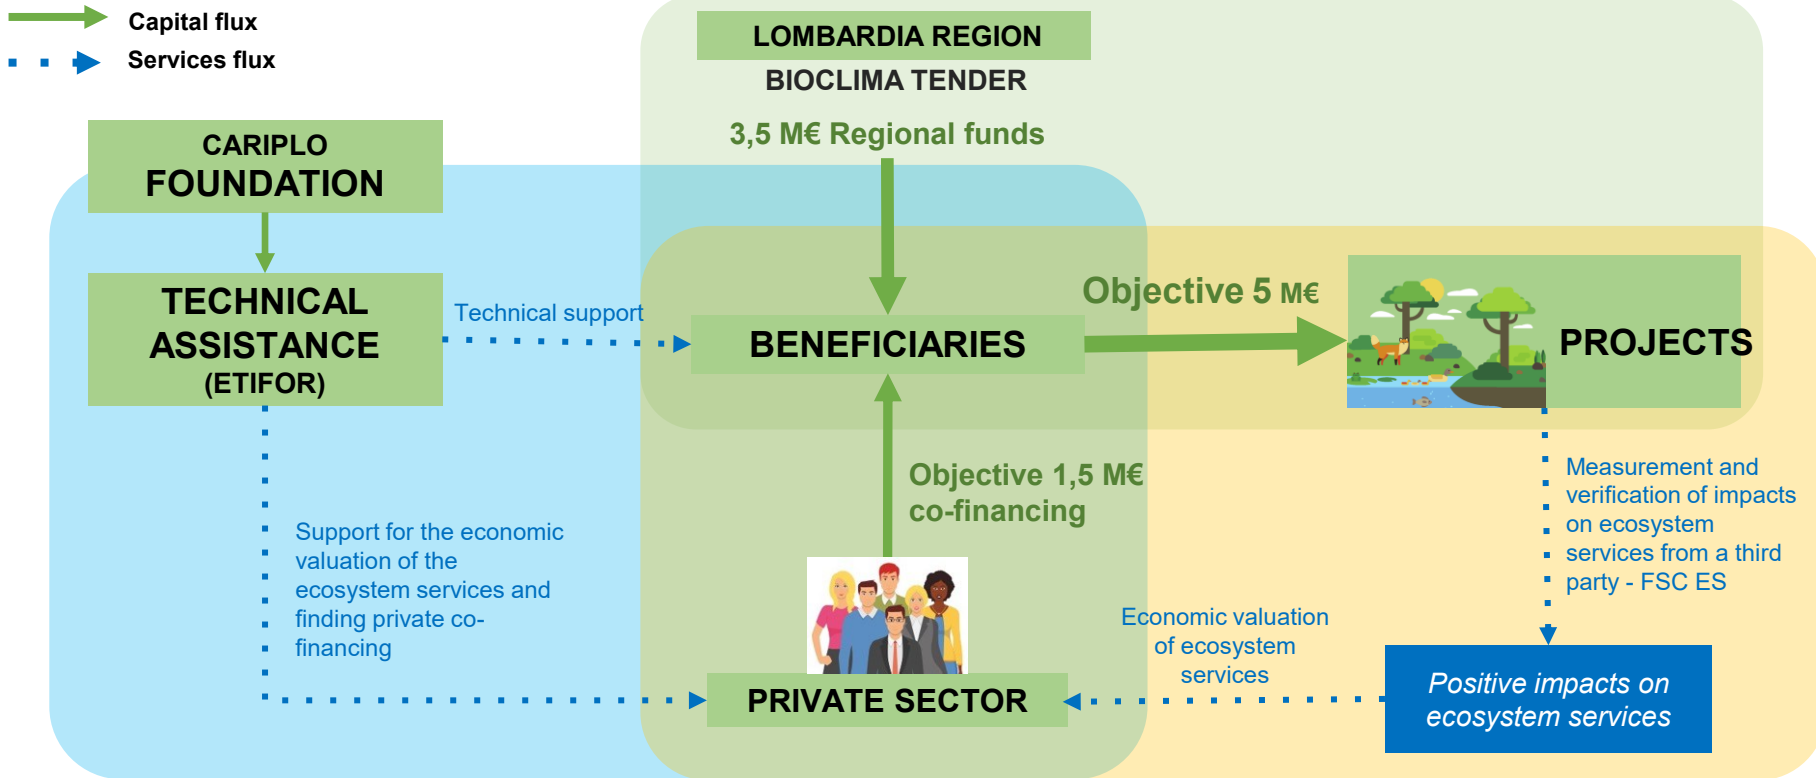 Capital flux
Services flux
LOMBARDIA REGION
BIOCLIMA TENDER
3,5 M€ Regional funds
CARIPLO
FOUNDATION
TECHNICAL
ASSISTANCE
(ETIFOR)
Technical support
BENEFICIARIES
Objective 5 M€
PROJECTS
Objective 1,5 M€
co-financing
Support for the economic
valuation of the
ecosystem services and
finding private co-
financing
PRIVATE SECTOR
Economic valuation
of ecosystem
services
Measurement and
verification of impacts
on ecosystem
services from a third
party - FSC ES
Positive impacts on
ecosystem services